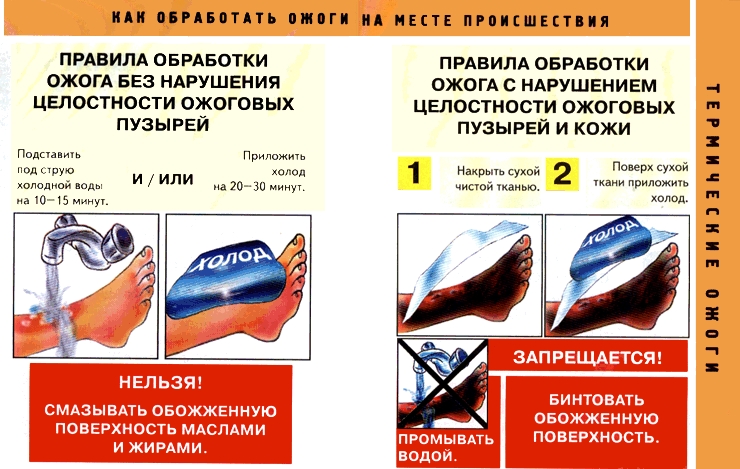 КАК ОБРАБОТАТЬ ОЖОГИ НА МЕСТЕ ПРОИСШЕСТВИЯ
ПРАВИЛА ОБРАБОТКИ
ОЖОГА БЕЗ НАРУШЕНИЯ
ЦЕЛОСТНОСТИ ОЖОГОВЫХ
ПУЗЫРЕЙ
Подставить
под струю
холодной воды
на 10–15 минут.
И / ИЛИ
Приложить
холод
на 20–30 минут.
ХОЛОД
НЕЛЬЗЯ!
СМАЗЫВАТЬ ОБОЖЖЕННУЮ
ПОВЕРХНОСТЬ МАСЛАМИ
И ЖИРАМИ.
ПРАВИЛА ОБРАБОТКИ
ОЖОГА С НАРУШЕНИЕМ
ЦЕЛОСТНОСТИ ОЖОГОВЫХ
ПУЗЫРЕЙ И КОЖИ
1
Накрыть сухой
чистой тканью.
2
Поверх сухой
ткани приложить
холод.
ХОЛОД
ЗАПРЕЩАЕТСЯ!
ПРОМЫВАТЬ
ВОДОЙ.
БИНТОВАТЬ
ОБОЖЖЕННУЮ
ПОВЕРХНОСТЬ.
ТЕРМИЧЕСКИЕ ОЖОГИ